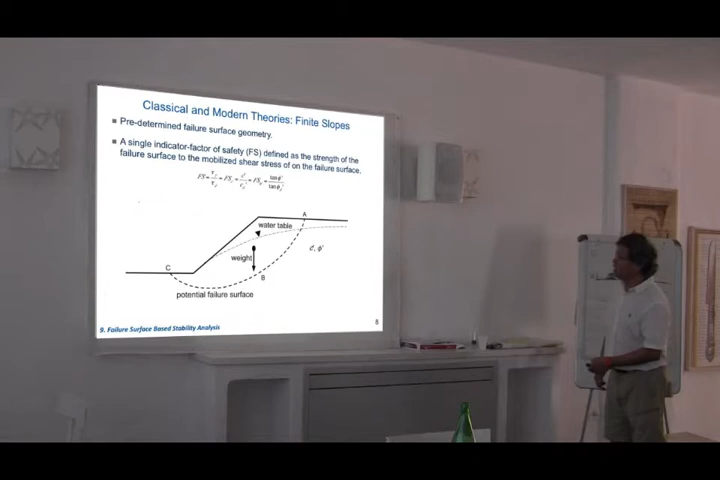 Classical and Modern Theories: Finite Slopes
Pre-determined failure surface geometry.
A single indicator-factor of safety (FS) defined as the strength of the
failure surface to the mobilized shear stress of on the failure surface.
A
water table
c', ϕ'
weight
C
B
potential failure surface
9. Failure Surface Based Stability Analysis
8